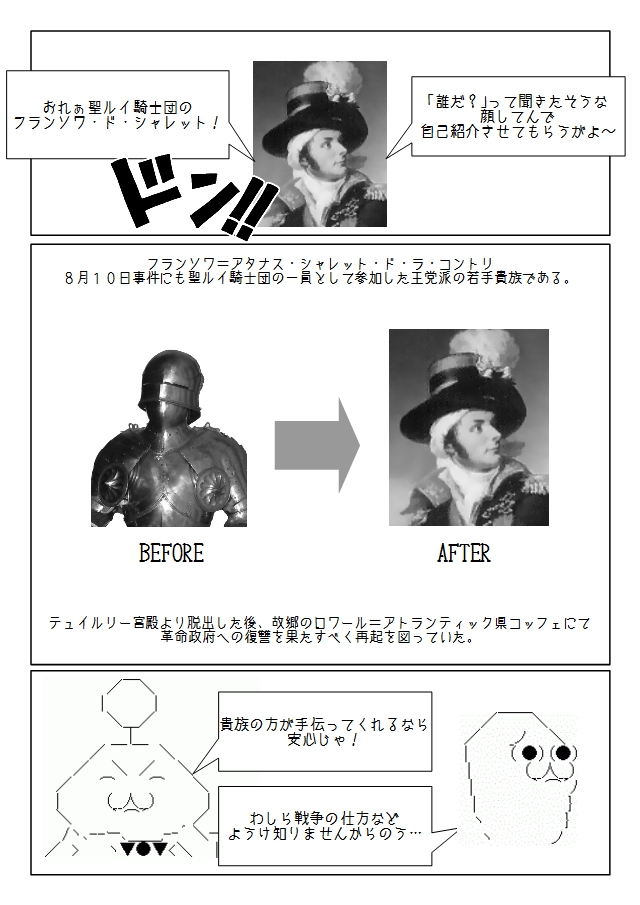 「誰だ?」って聞きたそうな
顔してんで
自己紹介させてもらうがよ〜
おれぁ聖ルイ騎士団の
フランソワ・ド・シャレット!
ドン!!
フランソワ=アタナス・シャレット・ド・ラ・コントリ
8月10日事件にも聖ルイ騎士団の一員として参加した王党派の若手貴族である。
BEFORE
AFTER
テュイルリー宮殿より脱出した後、故郷のロワール=アトランティック県コッフェにて
革命政府への復讐を果たすべく再起を図っていた。
貴族の方が手伝ってくれるなら
安心じゃ!
わしら戦争の仕方など
ようけ知りませんからのう…